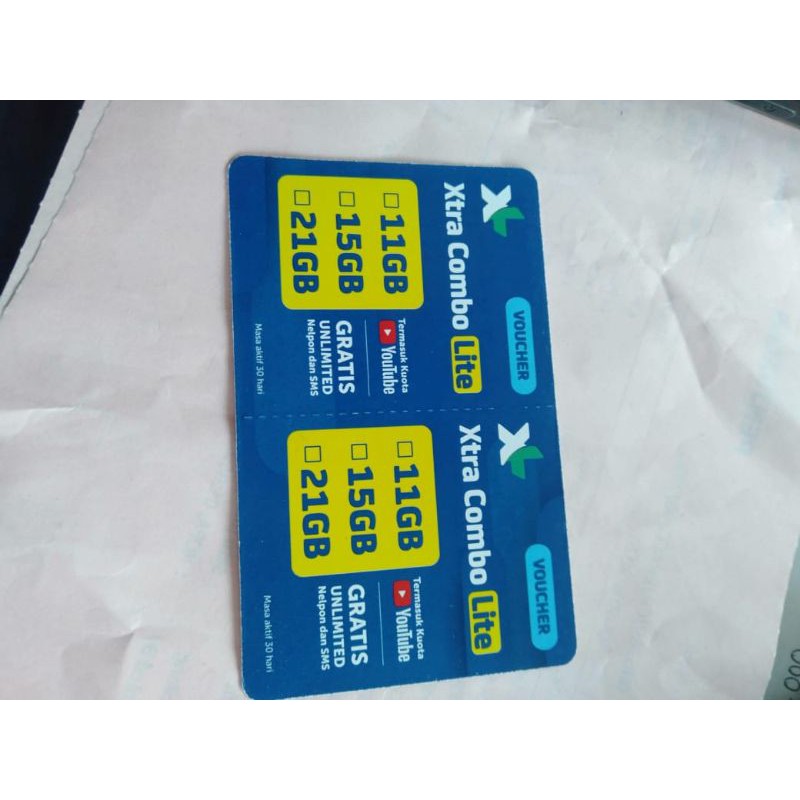 XL
VOUCHER
Xtra Combo Lite
☐ 11GB
☐ 15GB
☐ 21GB
Termasuk Kuota
YouTube
GRATIS
UNLIMITED
Nelpon dan SMS
Masa aktif 30 hari
XL
VOUCHER
Xtra Combo Lite
☐ 11GB
☐ 15GB
☐ 21GB
Termasuk Kuota
YouTube
GRATIS
UNLIMITED
Nelpon dan SMS
Masa aktif 30 hari